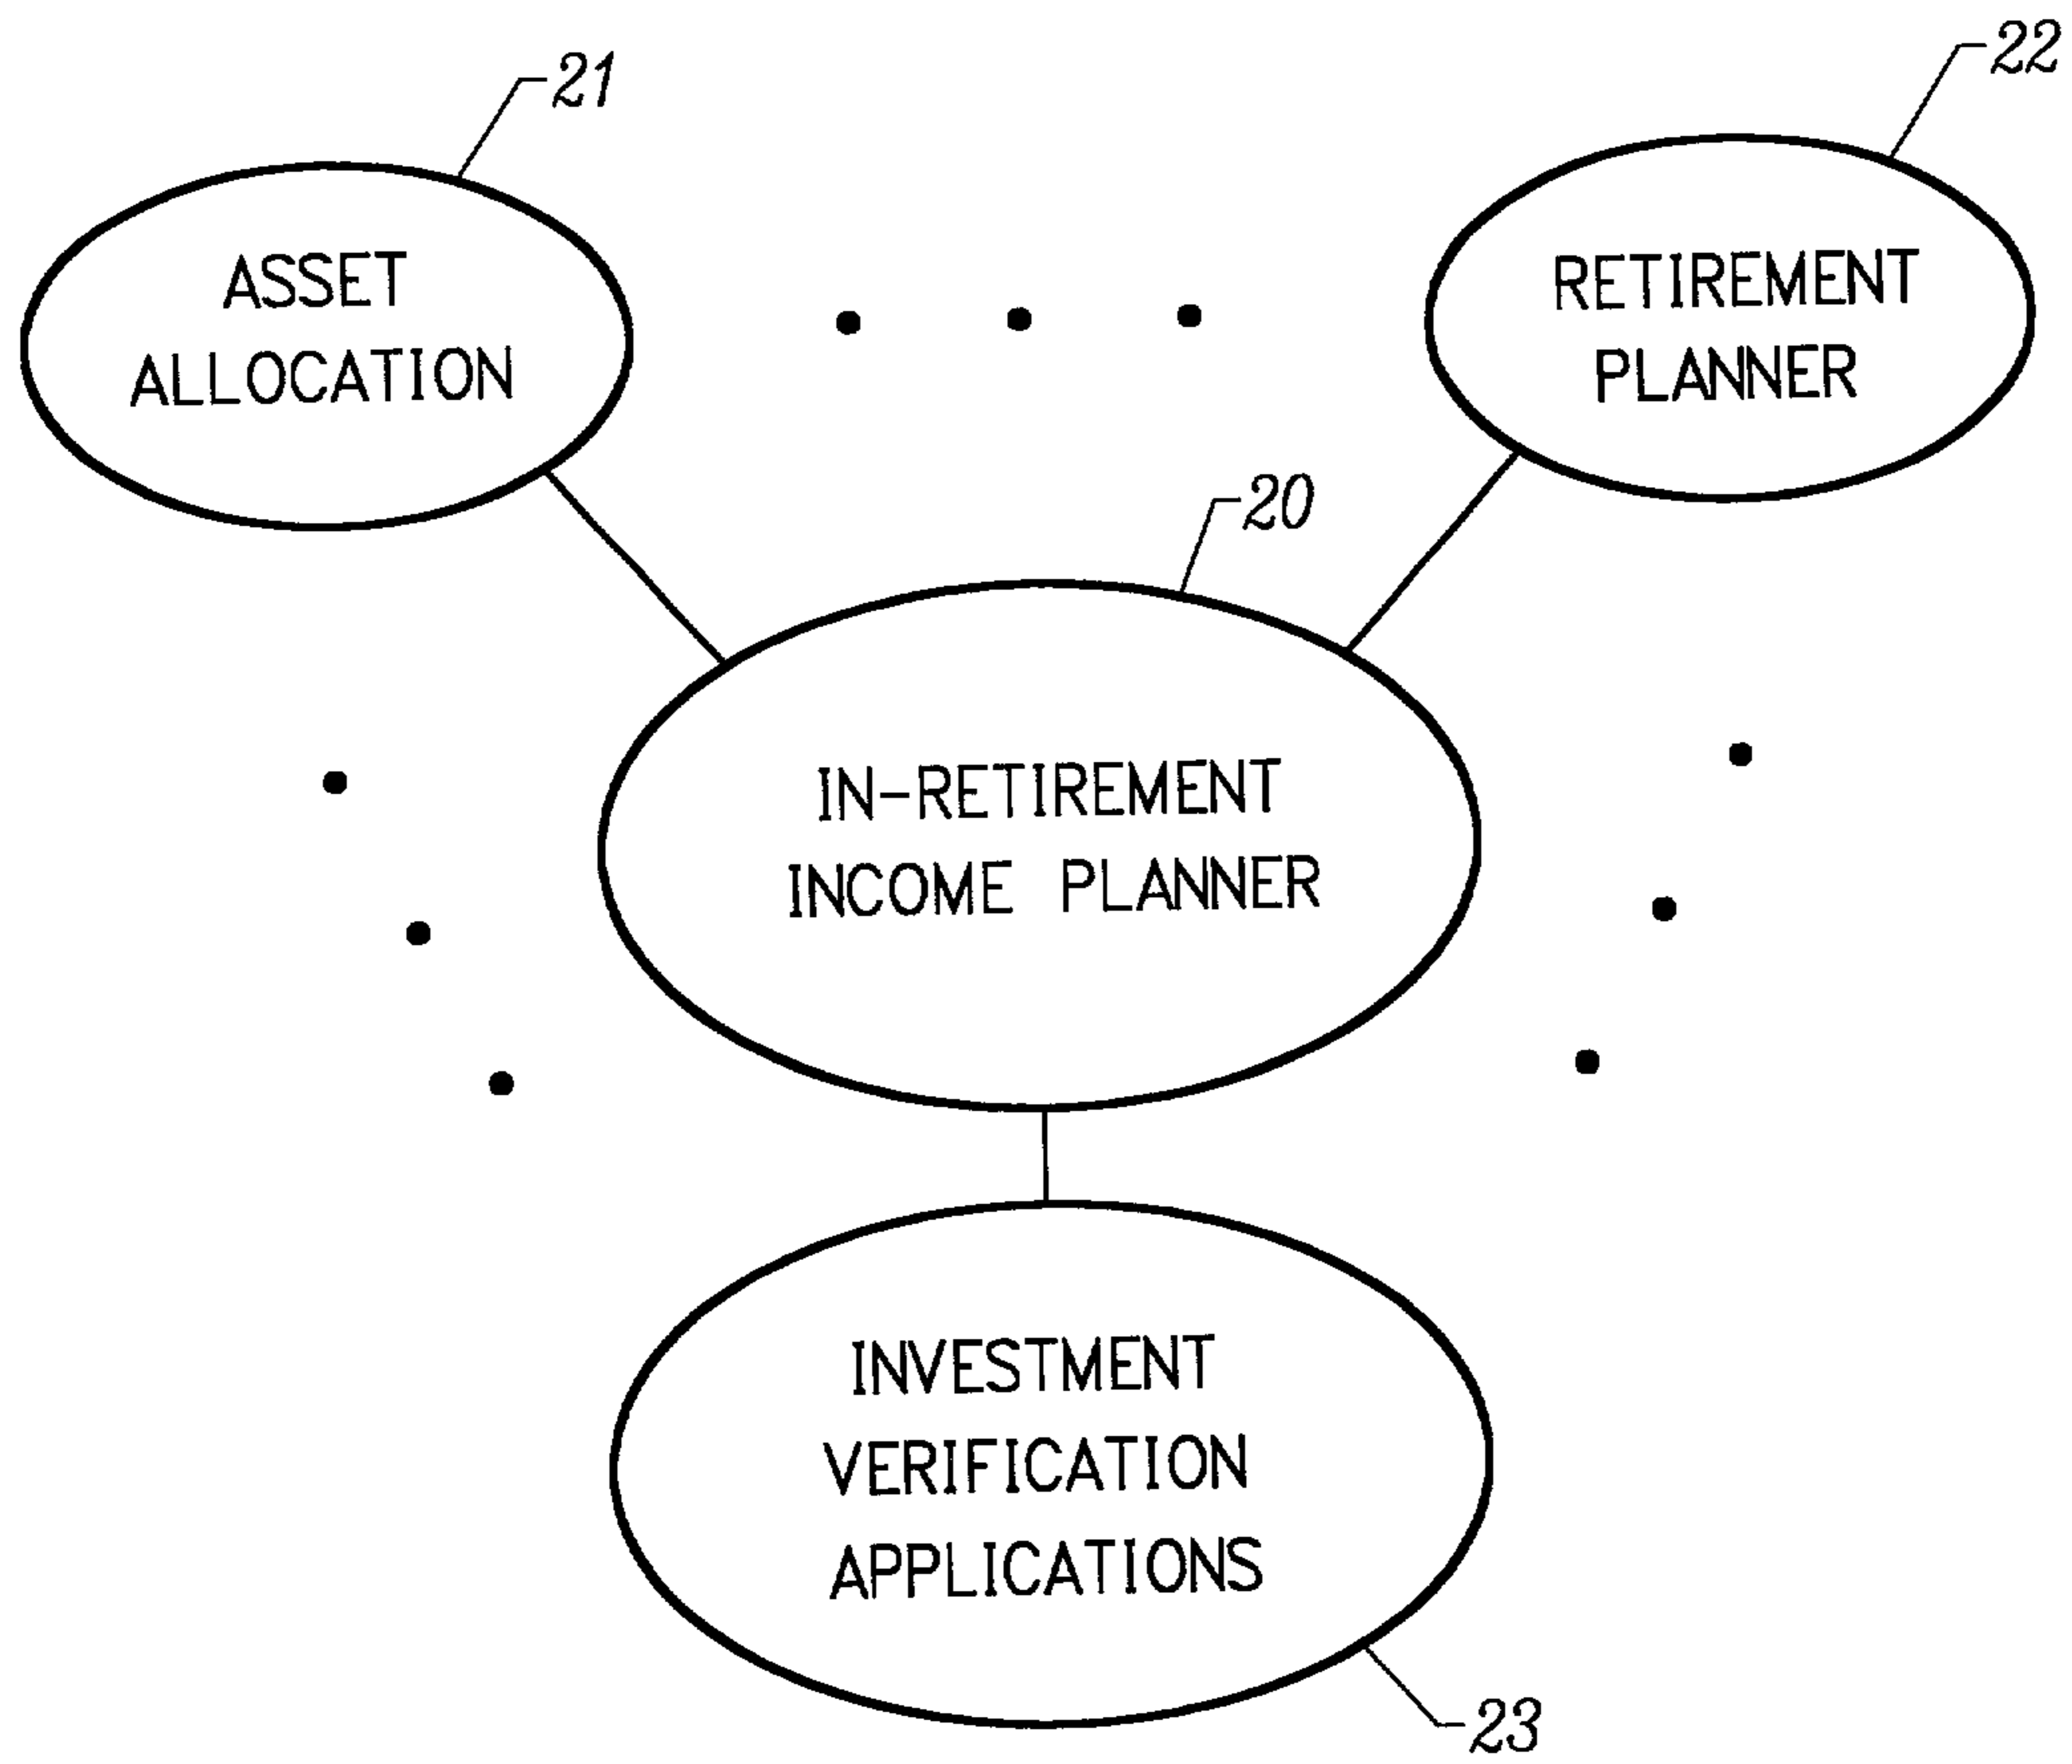 21
22
ASSET
ALLOCATION
RETIREMENT
PLANNER
20
IN-RETIREMENT
INCOME PLANNER
INVESTMENT
VERIFICATION
APPLICATIONS
23